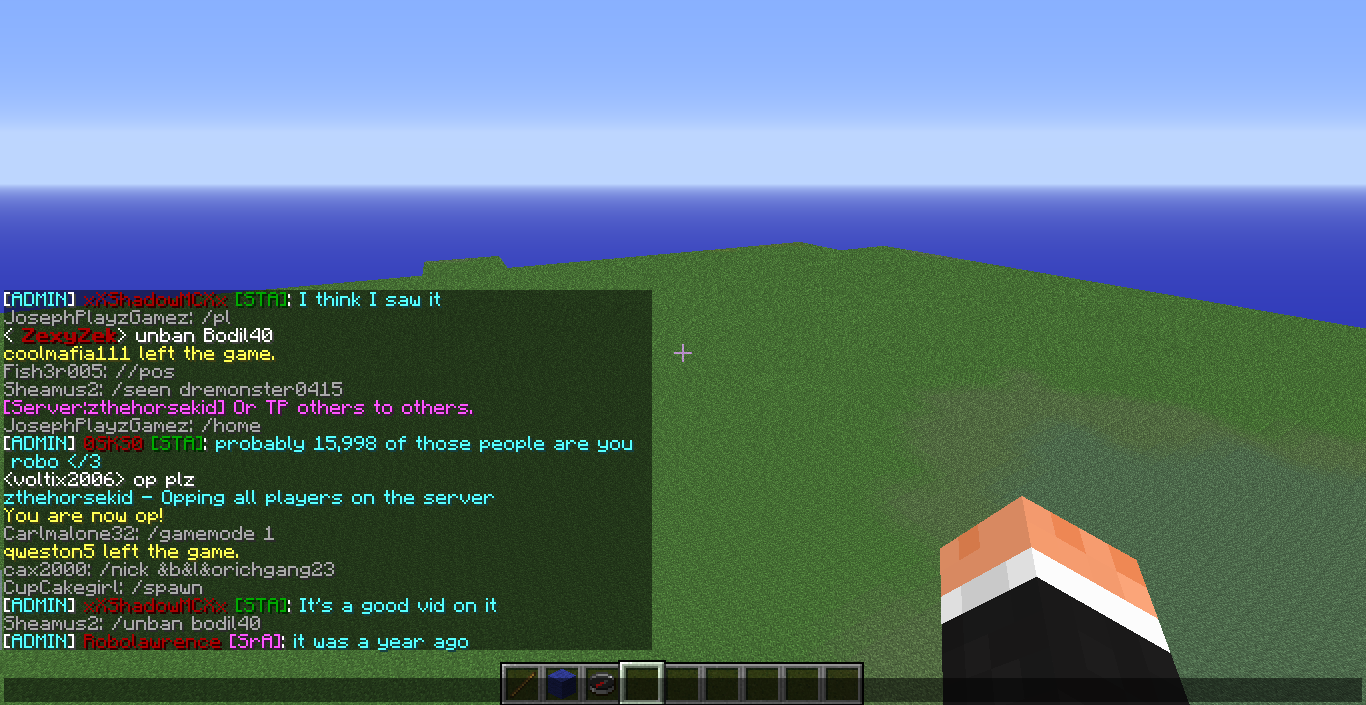 [ADMIN] xXShadowMCXx [STA]: I think I saw it
JosephPlayzGamez: /pl
< ZexyZek> unban Bodil40
coolmafia111 left the game.
Fish3r005: //pos
Sheamus2: /seen dremonster0415
[Server:zthehorsekid] Or TP others to others.
JosephPlayzGamez: /home
[ADMIN] 05K50 [STA]: probably 15,998 of those people are you
robo </3
<voltix2006> op plz
zthehorsekid - Opping all players on the server
You are now op!
Carlmalone32: /gamemode 1
qweston5 left the game.
cax2000: /nick &b&l&orichgang23
CupCakegirl: /spawn
[ADMIN] xXShadowMCXx [STA]: It's a good vid on it
Sheamus2: /unban bodil40
[ADMIN] Robolawrence [SrA]: it was a year ago